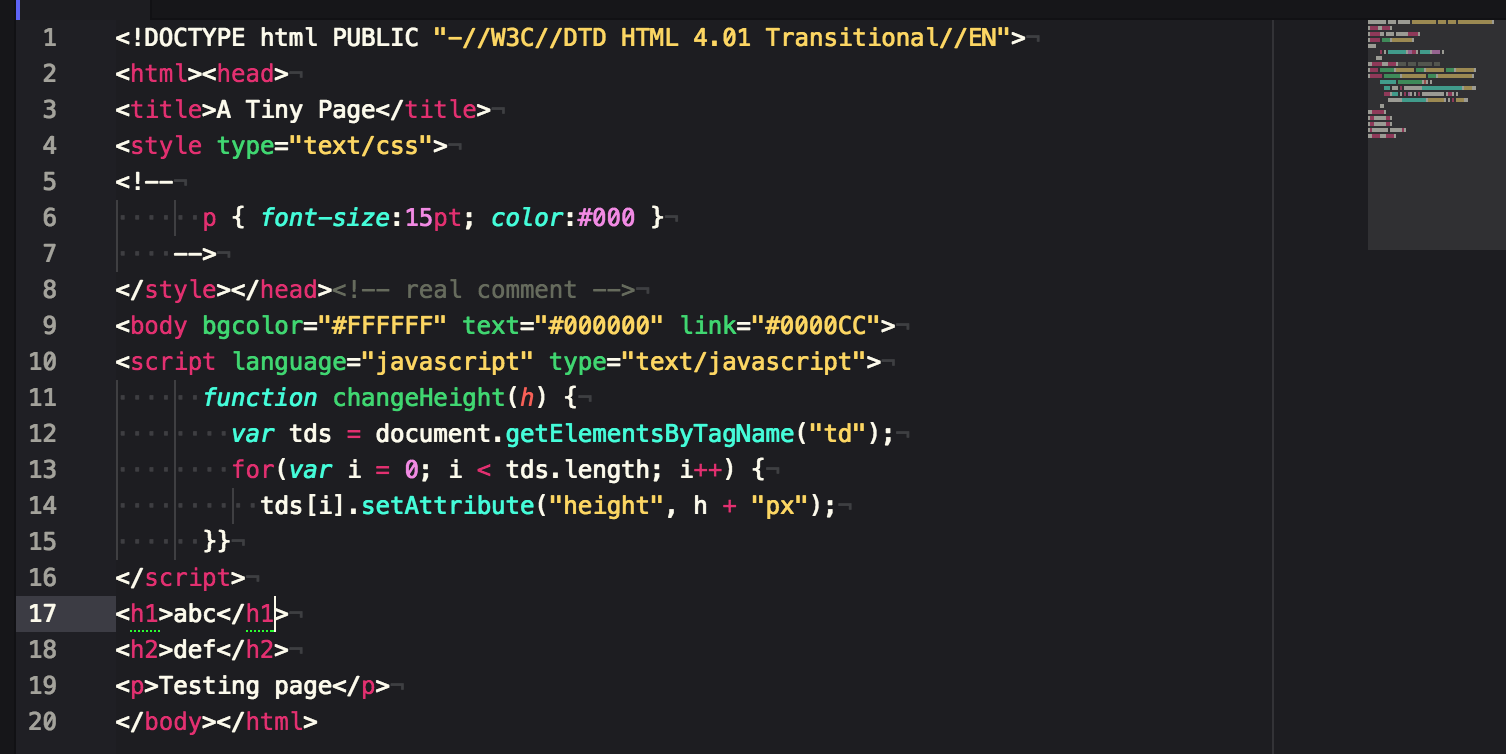 1 <!DOCTYPE html PUBLIC "-//W3C//DTD HTML 4.01 Transitional//EN">¬
2 <html><head>¬
3 <title>A Tiny Page</title>¬
4 <style type="text/css">¬
5 <!--¬
6 ······p { font-size:15pt; color:#000 }¬
7 ····-->¬
8 </style></head><!-- real comment -->¬
9 <body bgcolor="#FFFFFF" text="#000000" link="#0000CC">¬
10 <script language="javascript" type="text/javascript">¬
11 ······function changeHeight(h) {¬
12 ········var tds = document.getElementsByTagName("td");¬
13 ········for(var i = 0; i < tds.length; i++) {¬
14 ··········tds[i].setAttribute("height", h + "px");¬
15 ······}}¬
16 </script>¬
17 <h1>abc</h1>¬
18 <h2>def</h2>¬
19 <p>Testing page</p>¬
20 </body></html>